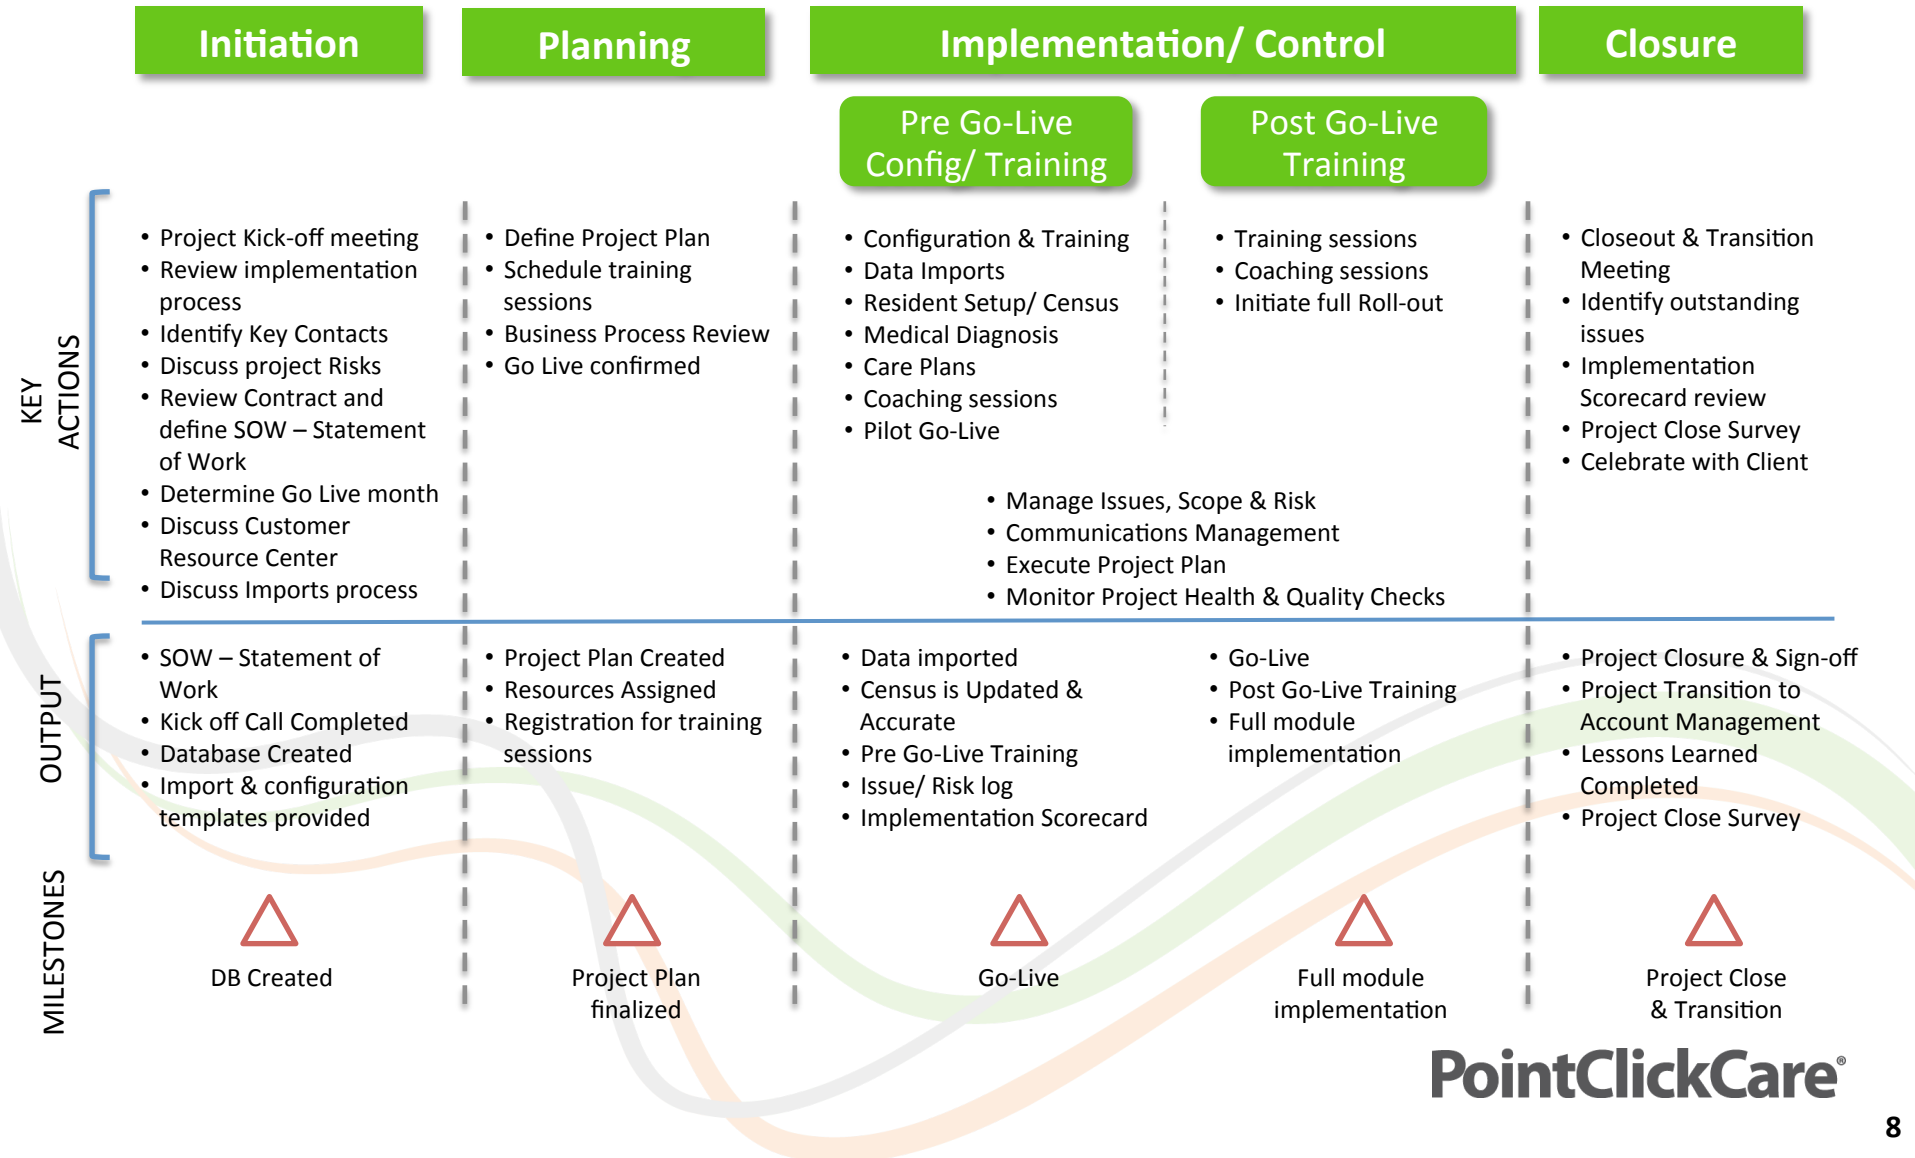 Initiation
Planning
Implementation/ Control
Closure
Pre Go-Live
Config/ Training
Post Go-Live
Training
KEY
ACTIONS
• Project Kick-off meeting
• Review implementation
process
• Identify Key Contacts
• Discuss project Risks
• Review Contract and
define SOW – Statement
of Work
• Determine Go Live month
• Discuss Customer
Resource Center
• Discuss Imports process
• Define Project Plan
• Schedule training
sessions
• Business Process Review
• Go Live confirmed
• Configuration & Training
• Data Imports
• Resident Setup/ Census
• Medical Diagnosis
• Care Plans
• Coaching sessions
• Pilot Go-Live
• Training sessions
• Coaching sessions
• Initiate full Roll-out
• Manage Issues, Scope & Risk
• Communications Management
• Execute Project Plan
• Monitor Project Health & Quality Checks
• Closeout & Transition
Meeting
• Identify outstanding
issues
• Implementation
Scorecard review
• Project Close Survey
• Celebrate with Client
OUTPUT
• SOW – Statement of
Work
• Kick off Call Completed
• Database Created
• Import & configuration
templates provided
• Project Plan Created
• Resources Assigned
• Registration for training
sessions
• Data imported
• Census is Updated &
Accurate
• Pre Go-Live Training
• Issue/ Risk log
• Implementation Scorecard
• Go-Live
• Post Go-Live Training
• Full module
implementation
• Project Closure & Sign-off
• Project Transition to
Account Management
• Lessons Learned
Completed
• Project Close Survey
MILESTONES
DB Created
Project Plan
finalized
Go-Live
Full module
implementation
Project Close
& Transition
PointClickCare®
8